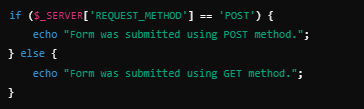 if ($_SERVER['REQUEST_METHOD'] == 'POST') {
    echo "Form was submitted using POST method.";
} else {
    echo "Form was submitted using GET method.";
}